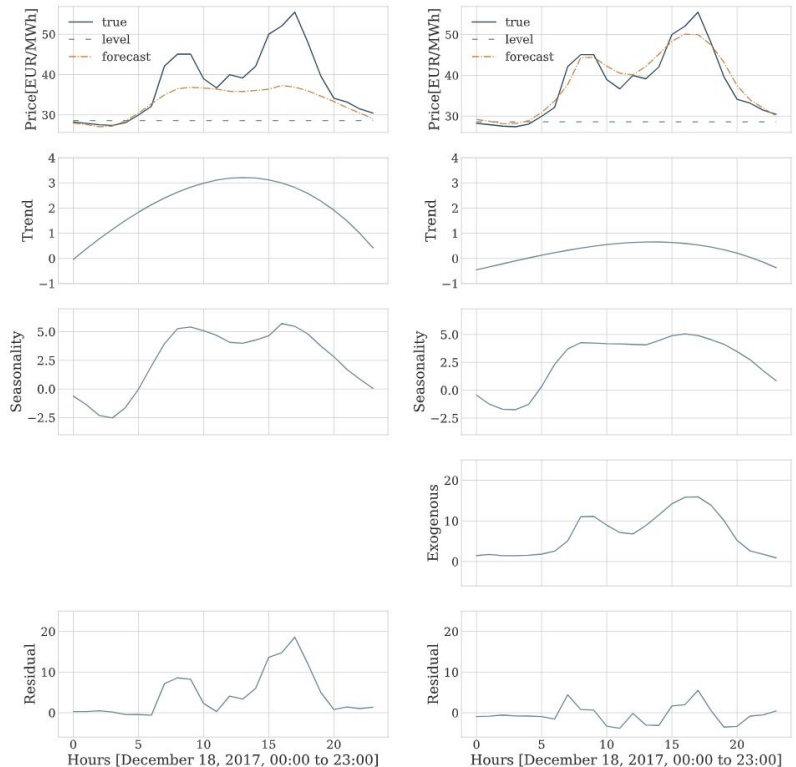 Price[EUR/MWh]
50
40
30
true
level
forecast
Price[EUR/MWh]
50
40
30
true
level
forecast
Trend
4
3
2
1
0
−1
Trend
4
3
2
1
0
−1
Seasonality
5.0
2.5
0.0
−2.5
Seasonality
5.0
2.5
0.0
−2.5
Exogenous
20
10
0
Residual
20
10
0
0 5 10 15 20
Hours [December 18, 2017, 00:00 to 23:00]
Residual
20
10
0
0 5 10 15 20
Hours [December 18, 2017, 00:00 to 23:00]